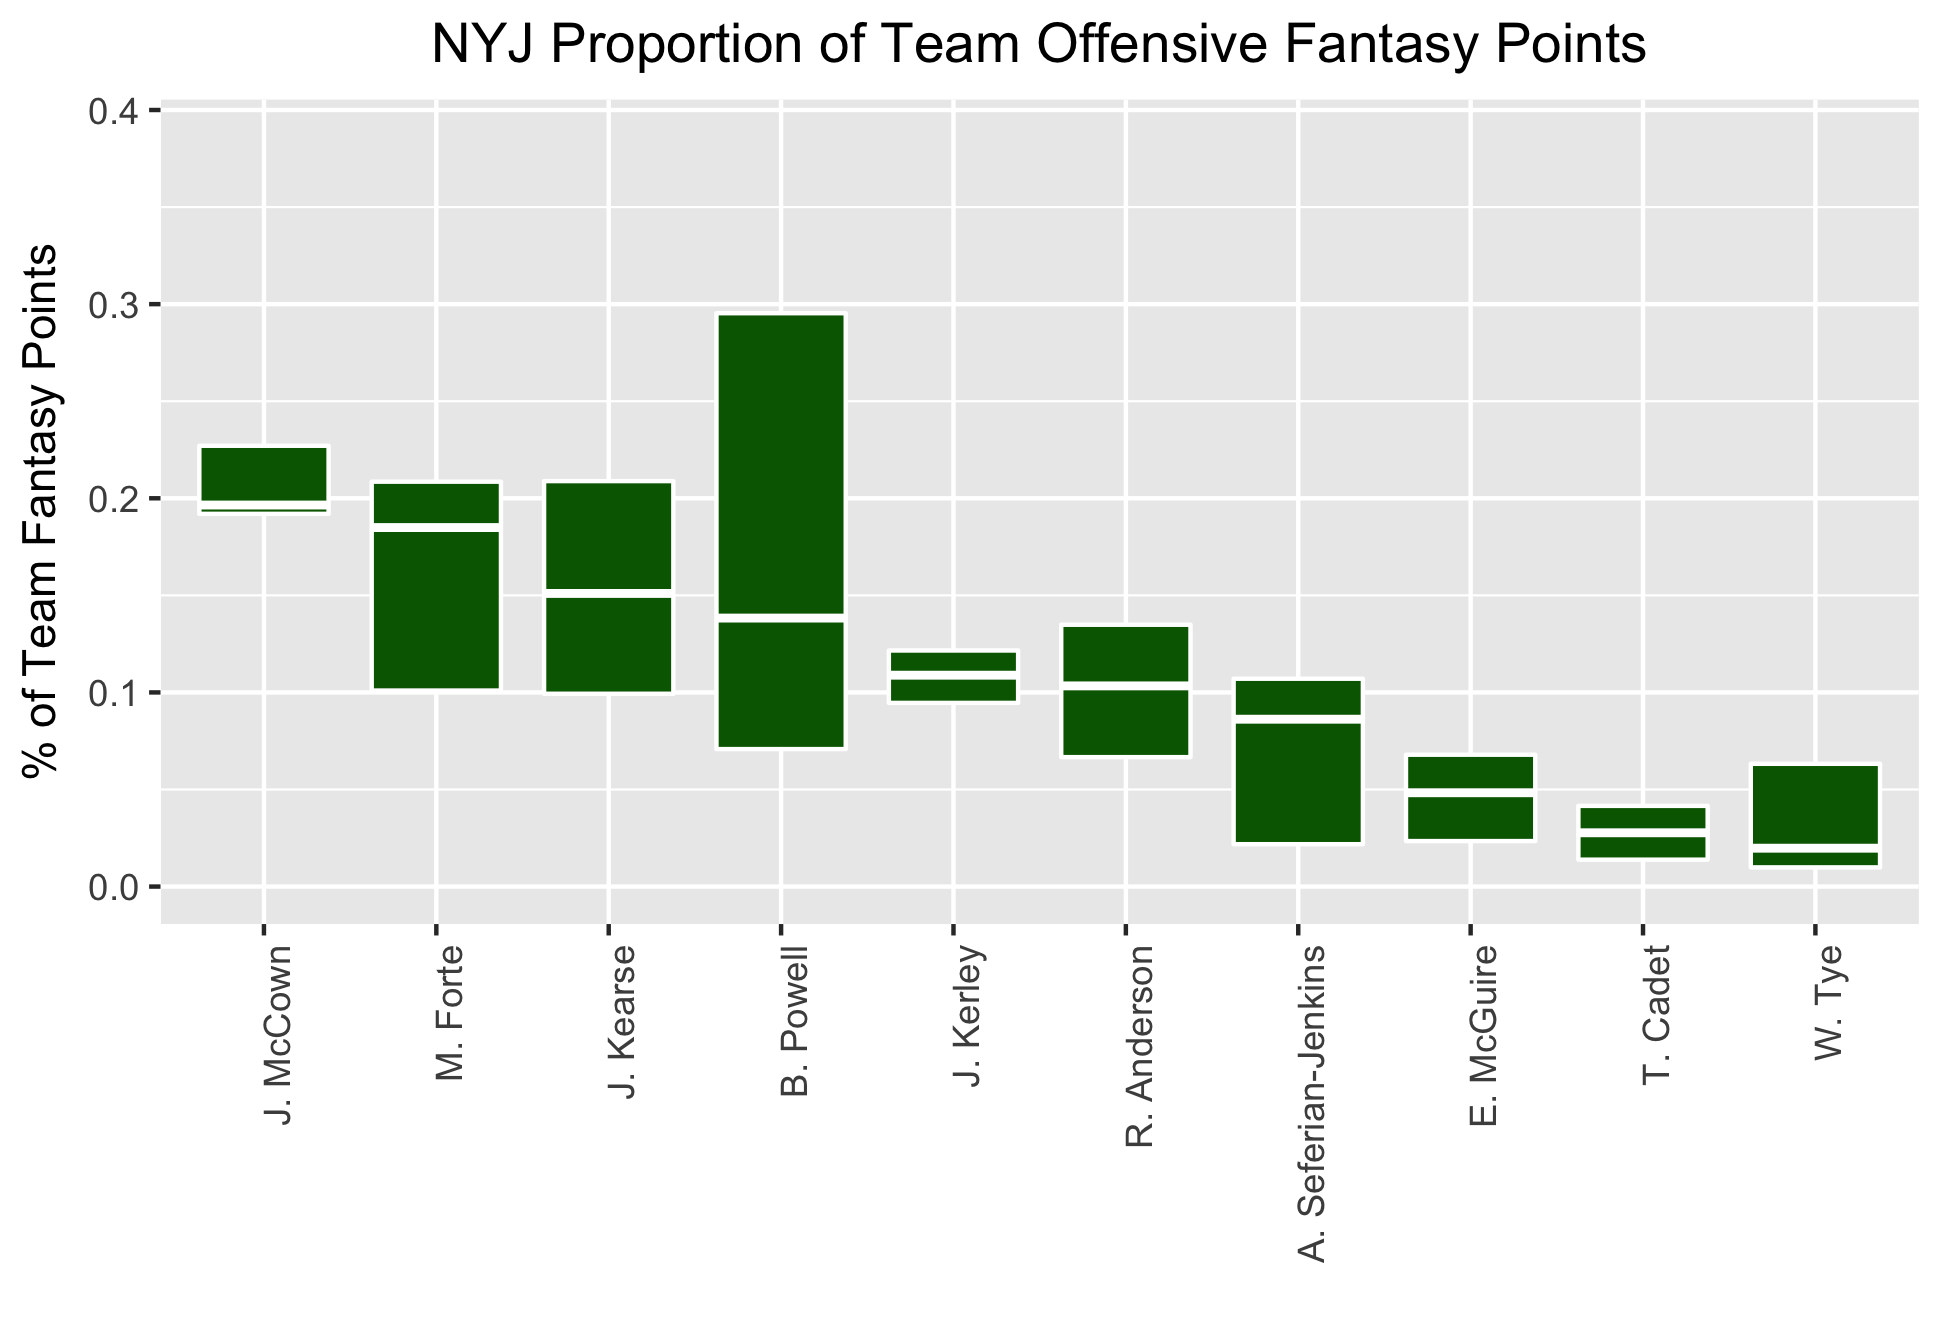 NYJ Proportion of Team Offensive Fantasy Points
% of Team Fantasy Points
0.4
0.3
0.2
0.1
0.0
J. McCown
M. Forte
J. Kearse
B. Powell
J. Kerley
R. Anderson
A. Seferian-Jenkins
E. McGuire
T. Cadet
W. Tye